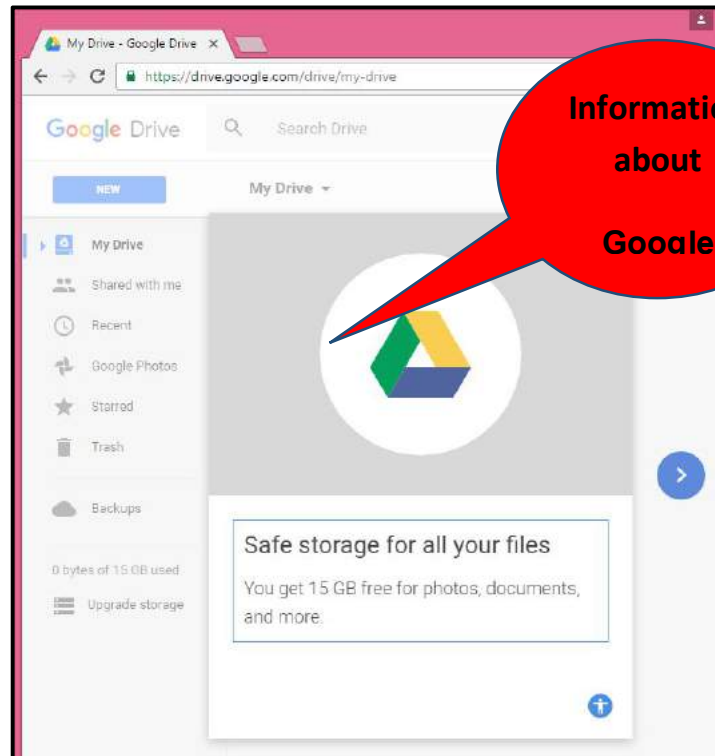 My Drive - Google Drive
https://drive.google.com/drive/my-drive
Google Drive
Search Drive
NEW
My Drive
My Drive
Shared with me
Recent
Google Photos
Starred
Trash
Backups
0 bytes of 15 GB used
Upgrade storage
Informatio
about
Google
Safe storage for all your files
You get 15 GB free for photos, documents,
and more.